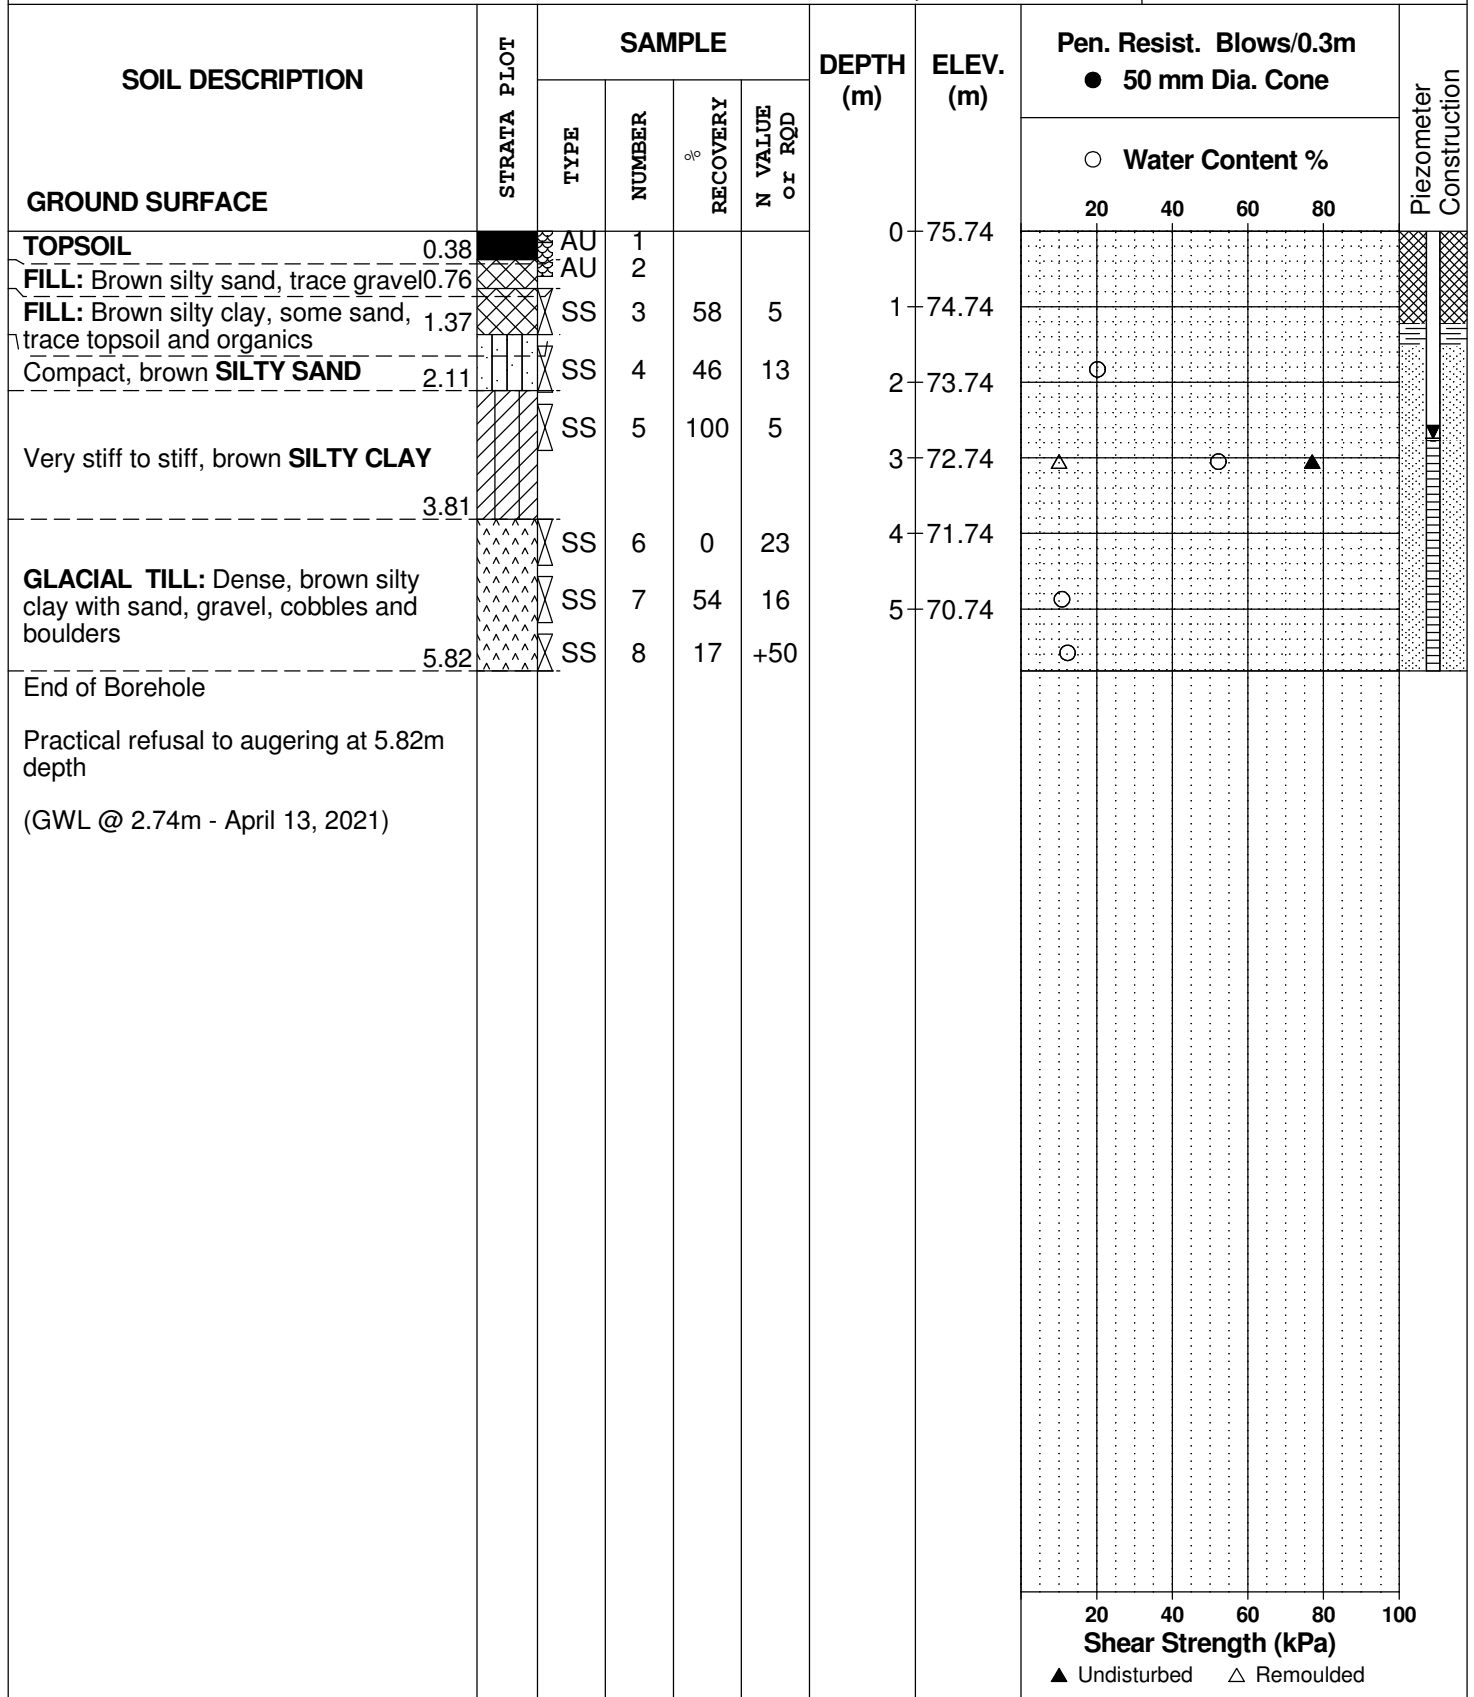 SOIL DESCRIPTION
GROUND SURFACE
STRATA PLOT
SAMPLE
TYPE
NUMBER
%
RECOVERY
N VALUE
or RQD
DEPTH
(m)
ELEV.
(m)
Pen. Resist. Blows/0.3m
● 50 mm Dia. Cone
○ Water Content %
20 40 60 80
Piezometer
Construction
TOPSOIL 0.38
AU 1
0 75.74
FILL: Brown silty sand, trace gravel 0.76
AU 2
FILL: Brown silty clay, some sand,
trace topsoil and organics
1.37
SS 3 58 5
1 74.74
Compact, brown SILTY SAND 2.11
SS 4 46 13
2 73.74
SS 5 100 5
Very stiff to stiff, brown SILTY CLAY
3 72.74
3.81
SS 6 0 23
4 71.74
GLACIAL TILL: Dense, brown silty
clay with sand, gravel, cobbles and
boulders
SS 7 54 16
5 70.74
5.82
SS 8 17 +50
End of Borehole
Practical refusal to augering at 5.82m
depth
(GWL @ 2.74m - April 13, 2021)
20 40 60 80 100
Shear Strength (kPa)
▲ Undisturbed △ Remoulded